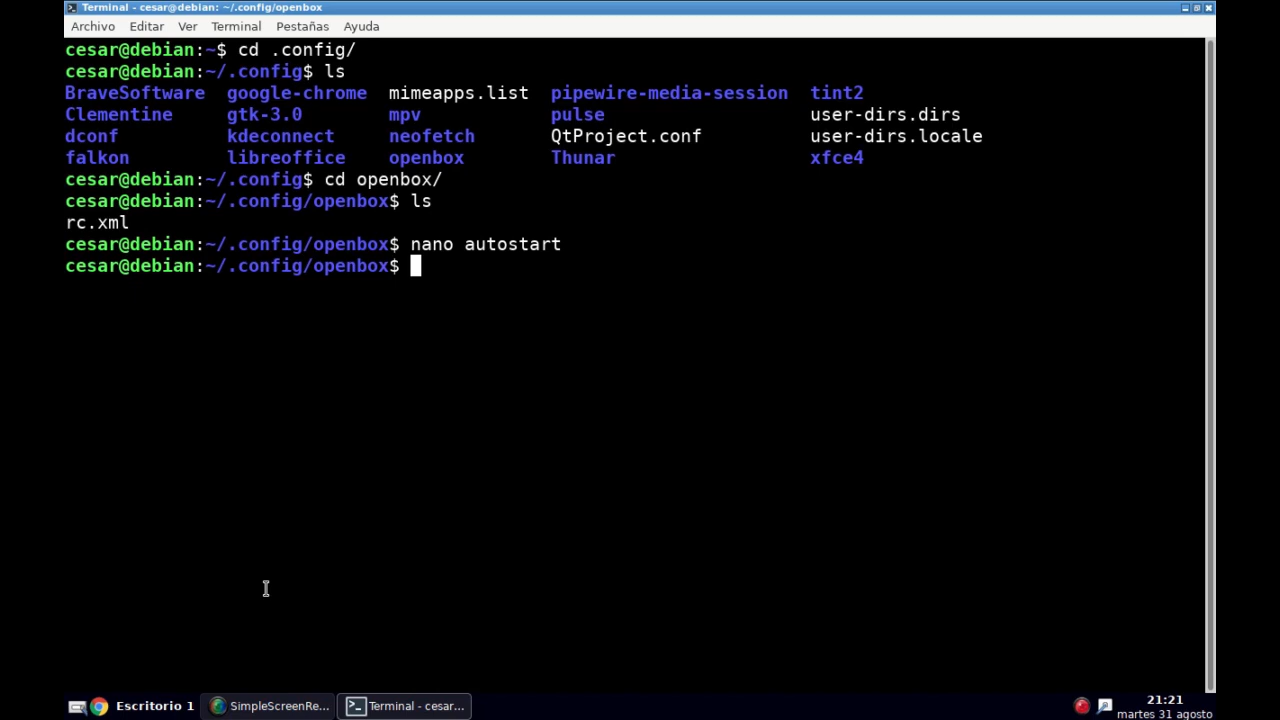 Terminal - cesar@debian: ~/.config/openbox
Archivo Editar Ver Terminal Pestañas Ayuda
cesar@debian:~$ cd .config/
cesar@debian:~/.config$ ls
BraveSoftware google-chrome mimeapps.list pipewire-media-session tint2
Clementine gtk-3.0 mpv pulse user-dirs.dirs
dconf kdeconnect neofetch QtProject.conf user-dirs.locale
falkon libreoffice openbox Thunar xfce4
cesar@debian:~/.config$ cd openbox/
cesar@debian:~/.config/openbox$ ls
rc.xml
cesar@debian:~/.config/openbox$ nano autostart
cesar@debian:~/.config/openbox$
Escritorio 1 SimpleScreenRe... Terminal - cesar... 21:21
martes 31 agosto